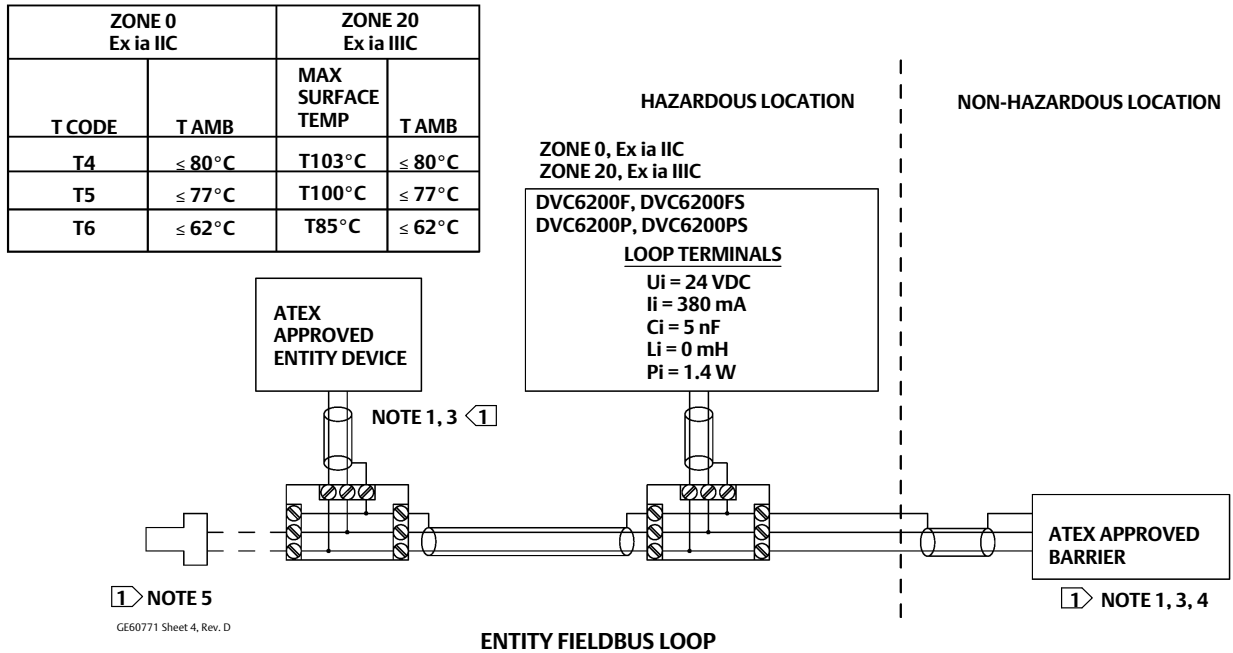 ZONE 0
Ex ia IIC
ZONE 20
Ex ia IIIC
T CODE
T AMB
MAX
SURFACE
TEMP
T AMB
T4
≤ 80°C
T103°C
≤ 80°C
T5
≤ 77°C
T100°C
≤ 77°C
T6
≤ 62°C
T85°C
≤ 62°C
HAZARDOUS LOCATION
NON-HAZARDOUS LOCATION
ZONE 0, Ex ia IIC
ZONE 20, Ex ia IIIC
DVC6200F, DVC6200FS
DVC6200P, DVC6200PS
LOOP TERMINALS
Ui = 24 VDC
Ii = 380 mA
Ci = 5 nF
Li = 0 mH
Pi = 1.4 W
ATEX
APPROVED
ENTITY DEVICE
NOTE 1, 3 1
ATEX APPROVED
BARRIER
1 NOTE 5
1 NOTE 1, 3, 4
GE60771 Sheet 4, Rev. D
ENTITY FIELDBUS LOOP